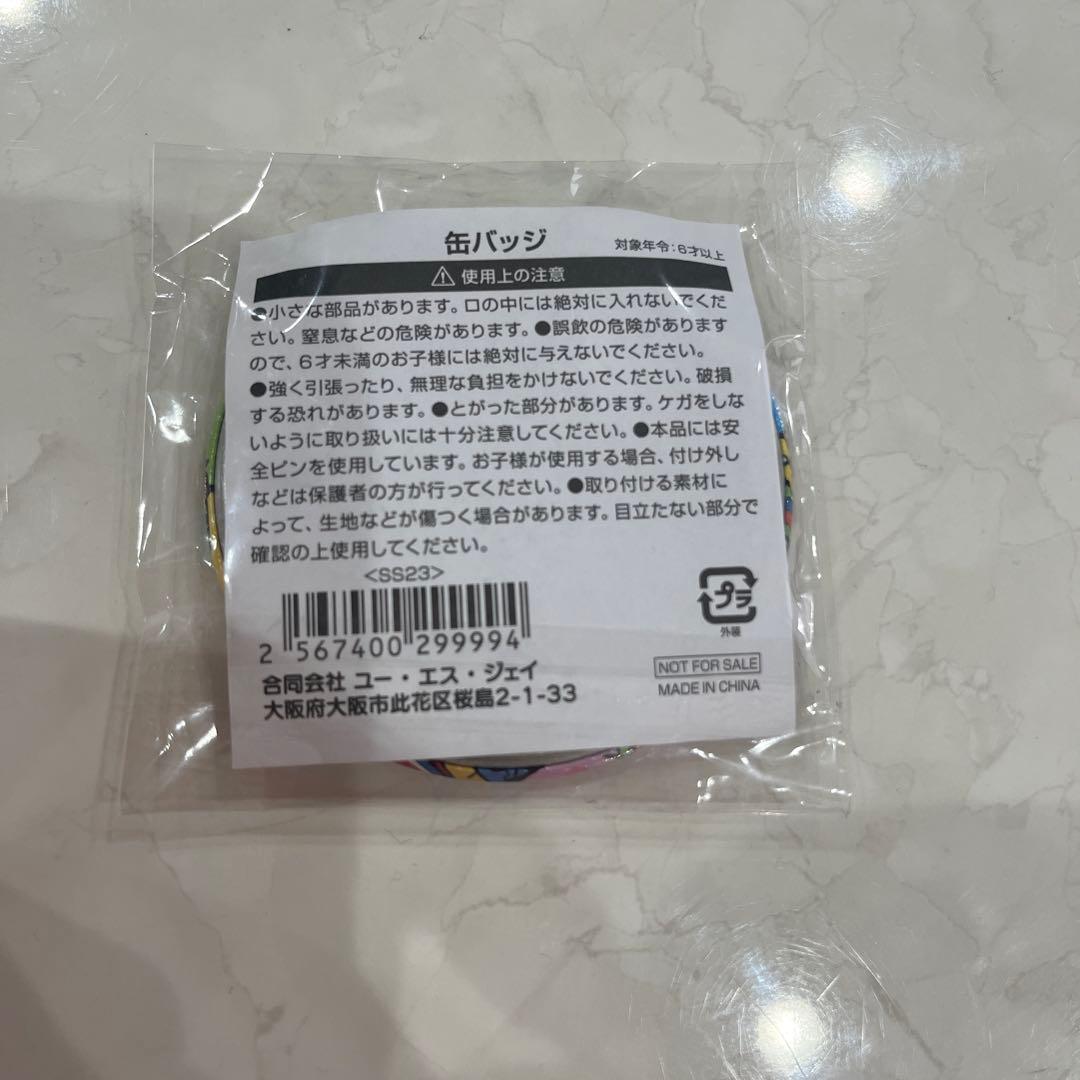 缶バッジ
対象年令:6才以上
⚠ 使用上の注意
●小さな部品があります。口の中には絶対に入れないでくだ
さい。窒息などの危険があります。●誤飲の危険があります
ので、6才未満のお子様には絶対に与えないでください。
●強く引張ったり、無理な負担をかけないでください。破損
する恐れがあります。●とがった部分があります。ケガをしな
いように取り扱いには十分注意してください。●本品には安
全ピンを使用しています。お子様が使用する場合、付け外し
などは保護者の方が行ってください。●取り付ける素材に
よって、生地などが傷つく場合があります。目立たない部分で
確認の上使用してください。
<SS23>
2 567400 299994
プラ
外装
合同会社 ユー・エス・ジェイ
大阪府大阪市此花区桜島2-1-33
NOT FOR SALE
MADE IN CHINA